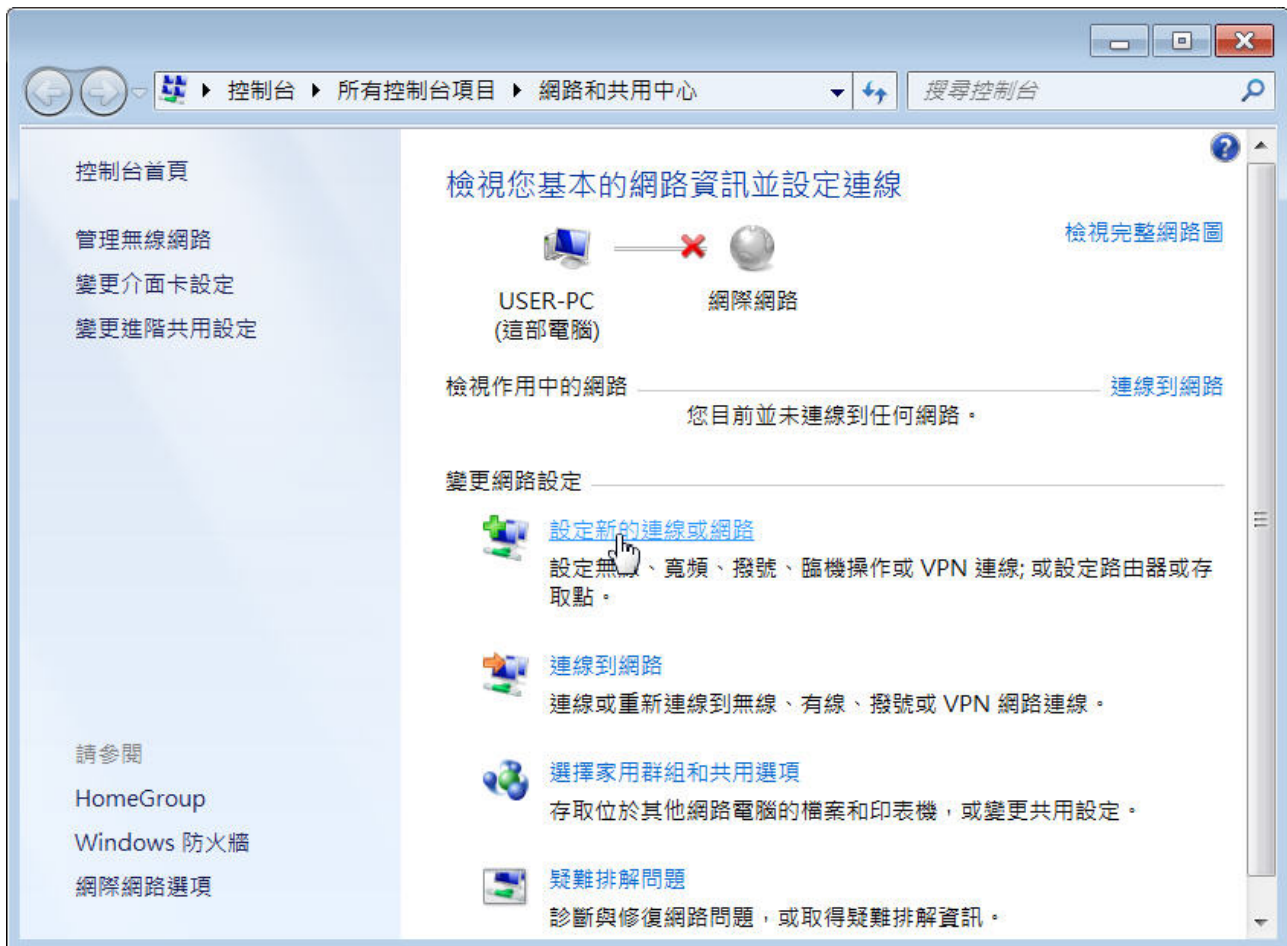 控制台 ▸ 所有控制台項目 ▸ 網路和共用中心
搜尋控制台
控制台首頁
管理無線網路
變更介面卡設定
變更進階共用設定
請參閱
HomeGroup
Windows 防火牆
網際網路選項
檢視您基本的網路資訊並設定連線
檢視完整網路圖
USER-PC
(這部電腦)
網際網路
檢視作用中的網路
連線到網路
您目前並未連線到任何網路。
變更網路設定
設定新的連線或網路
設定無線、寬頻、撥號、臨機操作或 VPN 連線; 或設定路由器或存
取點。
連線到網路
連線或重新連線到無線、有線、撥號或 VPN 網路連線。
選擇家用群組和共用選項
存取位於其他網路電腦的檔案和印表機，或變更共用設定。
疑難排解問題
診斷與修復網路問題，或取得疑難排解資訊。